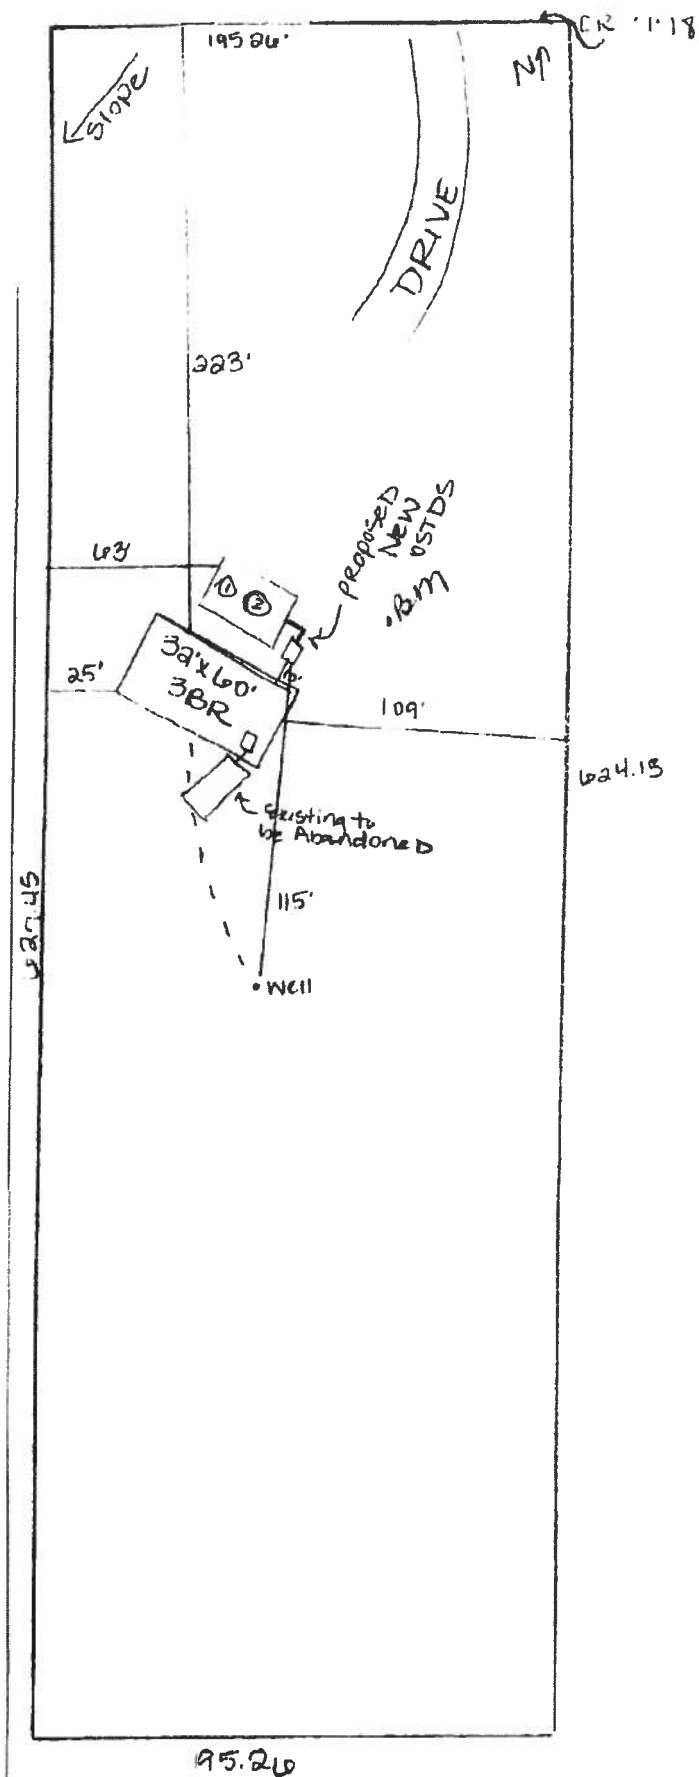 195.26'
CR
18
N
SLOPE
DRIVE
223'
PROPOSED
NEW
OSTDS
.BM
63'
① ②
32'x60'
3BR
25'
109'
624.13
Existing to
be Abandoned
115'
627.45
• Well
95.26